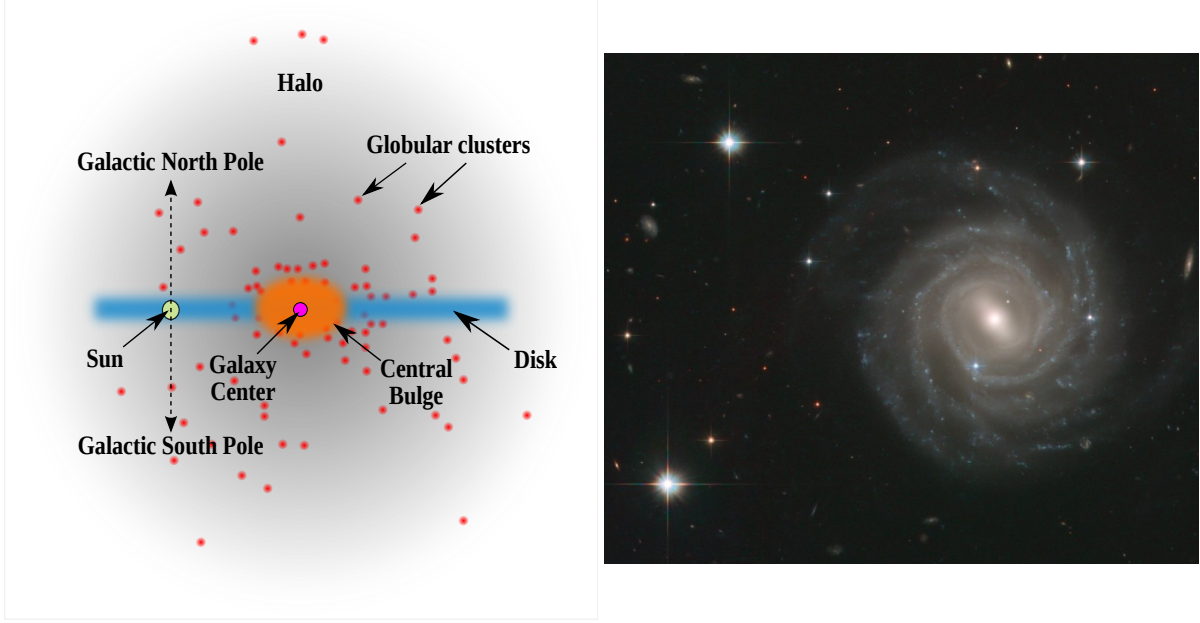 Halo
Globular clusters
Galactic North Pole
Sun
Galaxy
Center
Central
Bulge
Disk
Galactic South Pole